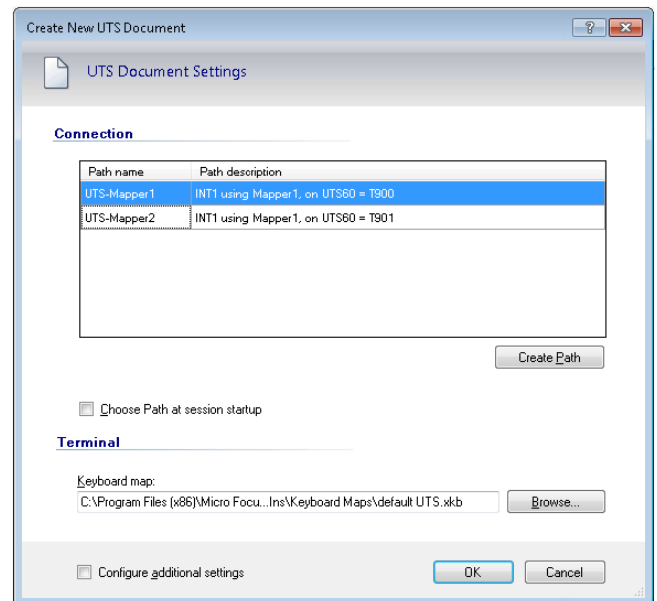 Create New UTS Document
UTS Document Settings
Connection
Path name Path description
UTS-Mapper1 INT1 using Mapper1, on UTS60 = T900
UTS-Mapper2 INT1 using Mapper1, on UTS60 = T901
Create Path
Choose Path at session startup
Terminal
Keyboard map:
C:\Program Files (x86)\Micro Focu...Ins\Keyboard Maps\default UTS.xkb Browse...
Configure additional settings OK Cancel